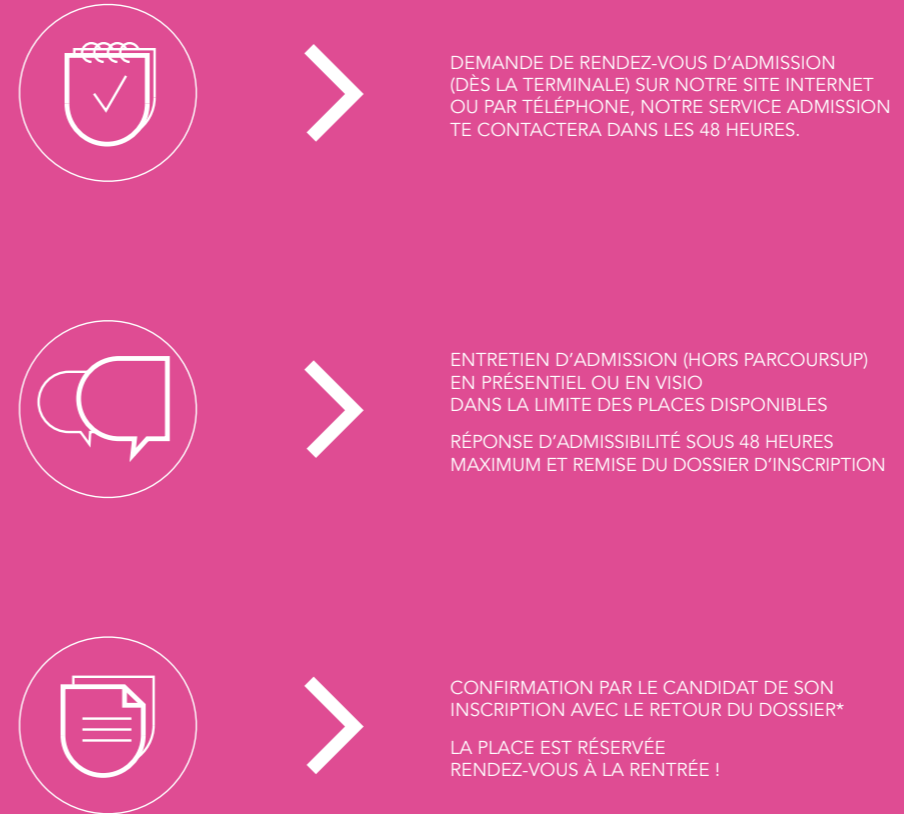 DEMANDE DE RENDEZ-VOUS D'ADMISSION
(DÈS LA TERMINALE) SUR NOTRE SITE INTERNET
OU PAR TÉLÉPHONE, NOTRE SERVICE ADMISSION
TE CONTACTERA DANS LES 48 HEURES.
ENTRETIEN D'ADMISSION (HORS PARCOURSUP)
EN PRÉSENTIEL OU EN VISIO
DANS LA LIMITE DES PLACES DISPONIBLES
RÉPONSE D'ADMISSIBILITÉ SOUS 48 HEURES
MAXIMUM ET REMISE DU DOSSIER D'INSCRIPTION
CONFIRMATION PAR LE CANDIDAT DE SON
INSCRIPTION AVEC LE RETOUR DU DOSSIER*
LA PLACE EST RÉSERVÉE
RENDEZ-VOUS À LA RENTRÉE !